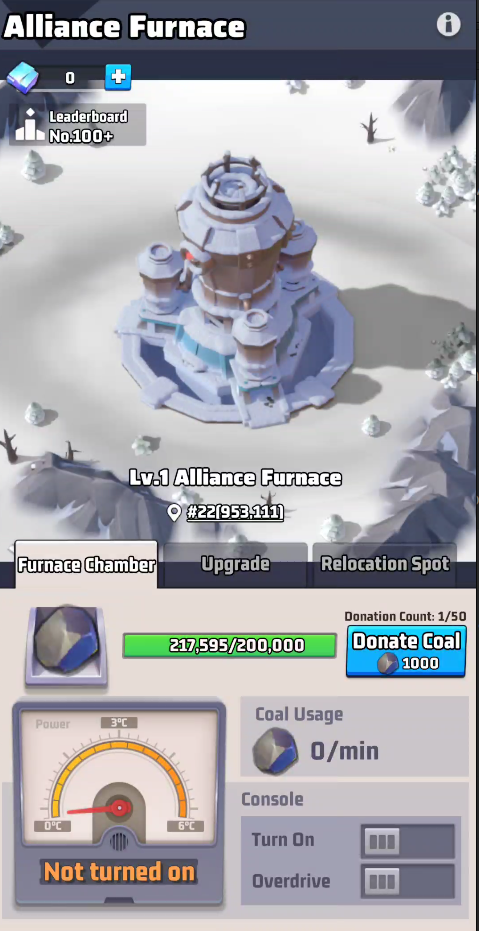 Alliance Furnace
0
Leaderboard
No.100+
Lv.1 Alliance Furnace
#22[953,111]
Furnace Chamber
Upgrade
Relocation Spot
Donation Count: 1/50
217,595/200,000
Donate Coal
1000
Power
3°C
0°C
6°C
Not turned on
Coal Usage
0/min
Console
Turn On
Overdrive